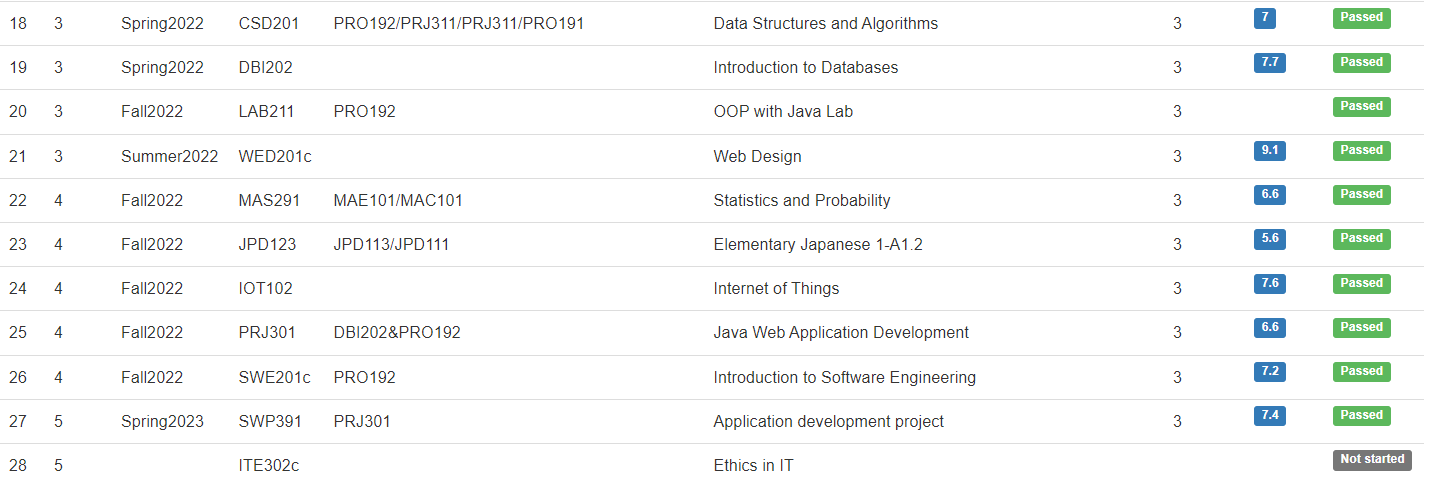 18 3 Spring2022 CSD201 PRO192/PRJ311/PRJ311/PRO191 Data Structures and Algorithms 3 7 Passed
19 3 Spring2022 DBI202 Introduction to Databases 3 7.7 Passed
20 3 Fall2022 LAB211 PRO192 OOP with Java Lab 3 Passed
21 3 Summer2022 WED201c Web Design 3 9.1 Passed
22 4 Fall2022 MAS291 MAE101/MAC101 Statistics and Probability 3 6.6 Passed
23 4 Fall2022 JPD123 JPD113/JPD111 Elementary Japanese 1-A1.2 3 5.6 Passed
24 4 Fall2022 IOT102 Internet of Things 3 7.6 Passed
25 4 Fall2022 PRJ301 DBI202&PRO192 Java Web Application Development 3 6.6 Passed
26 4 Fall2022 SWE201c PRO192 Introduction to Software Engineering 3 7.2 Passed
27 5 Spring2023 SWP391 PRJ301 Application development project 3 7.4 Passed
28 5 ITE302c Ethics in IT Not started